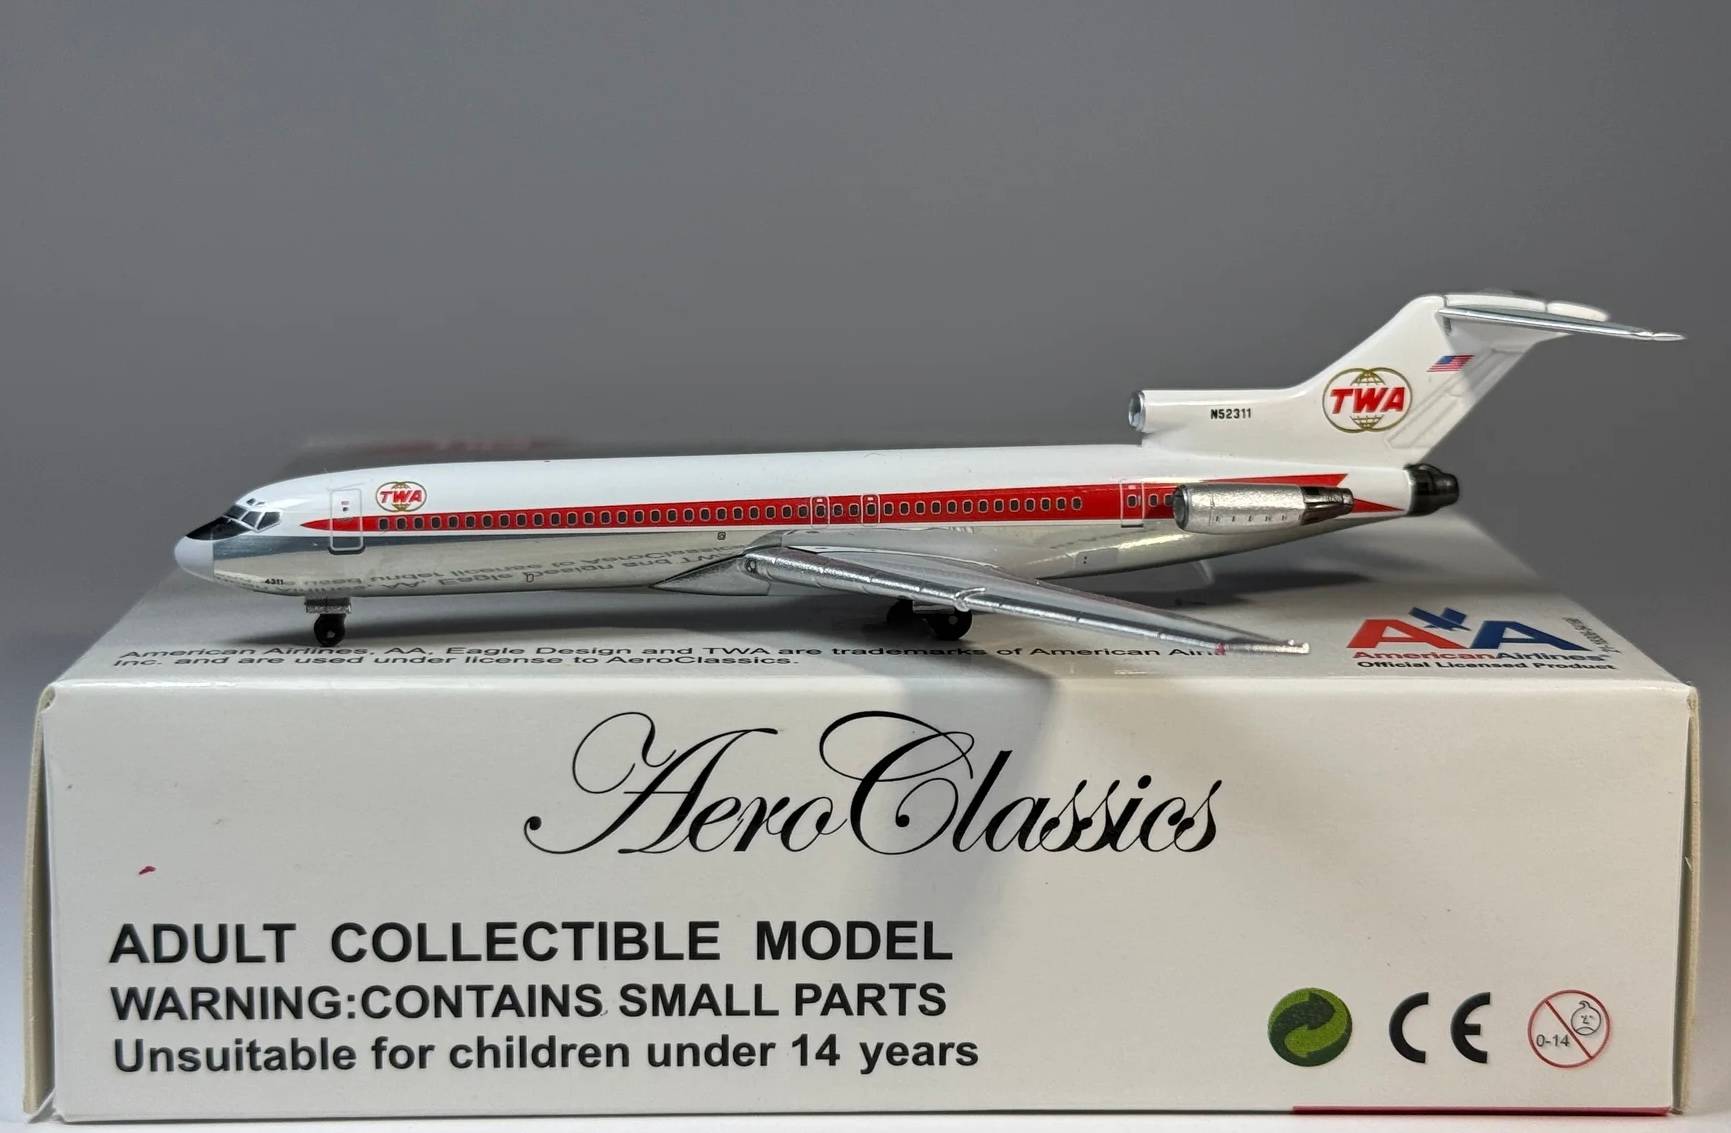 TWA
N52311
TWA
4311
American Airlines, AA, Eagle Design and TWA are trademarks of American
Inc. and are used under license to AeroClassics.
AA
AmericanAirlines
Official Licensed Product
AeroClassics
ADULT COLLECTIBLE MODEL
WARNING:CONTAINS SMALL PARTS
Unsuitable for children under 14 years
CE
0-14